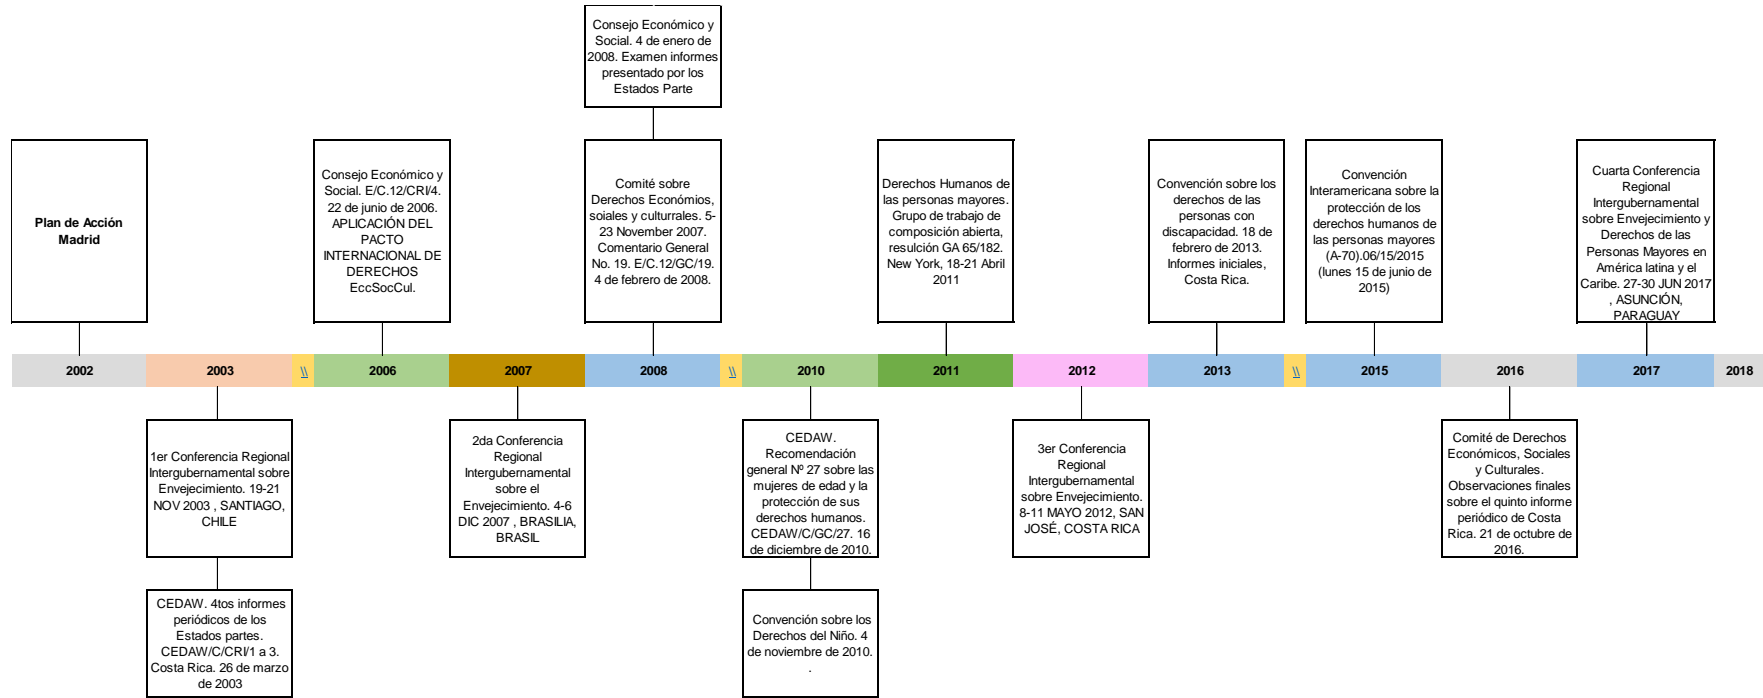 Consejo Económico y
Social. 4 de enero de
2008. Examen informes
presentado por los
Estados Parte
Plan de Acción
Madrid
Consejo Económico y
Social. E/C.12/CRI/4.
22 de junio de 2006.
APLICACIÓN DEL
PACTO
INTERNACIONAL DE
DERECHOS
EccSocCul.
Comité sobre
Derechos Económios,
soiales y culturrales. 5-
23 November 2007.
Comentario General
No. 19. E/C.12/GC/19.
4 de febrero de 2008.
Derechos Humanos de
las personas mayores.
Grupo de trabajo de
composición abierta,
resulción GA 65/182.
New York, 18-21 Abril
2011
Convención sobre los
derechos de las
personas con
discapacidad. 18 de
febrero de 2013.
Informes iniciales,
Costa Rica.
Convención
Interamericana sobre la
protección de los
derechos humanos de
las personas mayores
(A-70).06/15/2015
(lunes 15 de junio de
2015)
Cuarta Conferencia
Regional
Intergubernamental
sobre Envejecimiento y
Derechos de las
Personas Mayores en
América latina y el
Caribe. 27-30 JUN 2017
, ASUNCIÓN,
PARAGUAY
2002 2003 \\ 2006 2007 2008 \\ 2010 2011 2012 2013 \\ 2015 2016 2017 2018
1er Conferencia Regional
Intergubernamental sobre
Envejecimiento. 19-21
NOV 2003 , SANTIAGO,
CHILE
2da Conferencia
Regional
Intergubernamental
sobre el
Envejecimiento. 4-6
DIC 2007 , BRASILIA,
BRASIL
CEDAW.
Recomendación
general Nº 27 sobre las
mujeres de edad y la
protección de sus
derechos humanos.
CEDAW/C/GC/27. 16
de diciembre de 2010.
3er Conferencia
Regional
Intergubernamental
sobre Envejecimiento.
8-11 MAYO 2012, SAN
JOSÉ, COSTA RICA
Comité de Derechos
Económicos, Sociales
y Culturales.
Observaciones finales
sobre el quinto informe
periódico de Costa
Rica. 21 de octubre de
2016.
CEDAW. 4tos informes
periódicos de los
Estados partes.
CEDAW/C/CRI/1 a 3.
Costa Rica. 26 de marzo
de 2003
Convención sobre los
Derechos del Niño. 4
de noviembre de 2010.
.